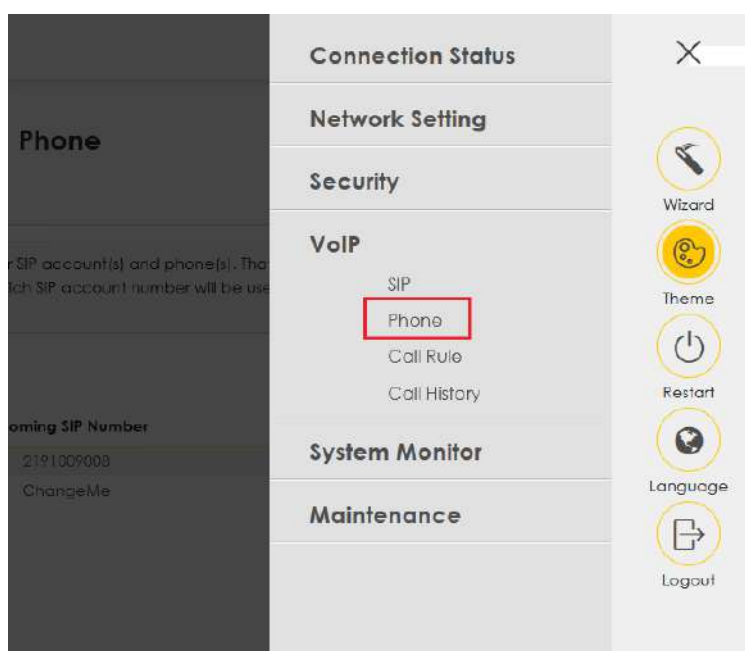 Phone
r SIP account(s) and phone(s). Tha
ich SIP account number will be use
oming SIP Number
2191009008
ChangeMe
Connection Status
Network Setting
Security
VoIP
SIP
Phone
Call Rule
Call History
System Monitor
Maintenance
Wizard
Theme
Restart
Language
Logout